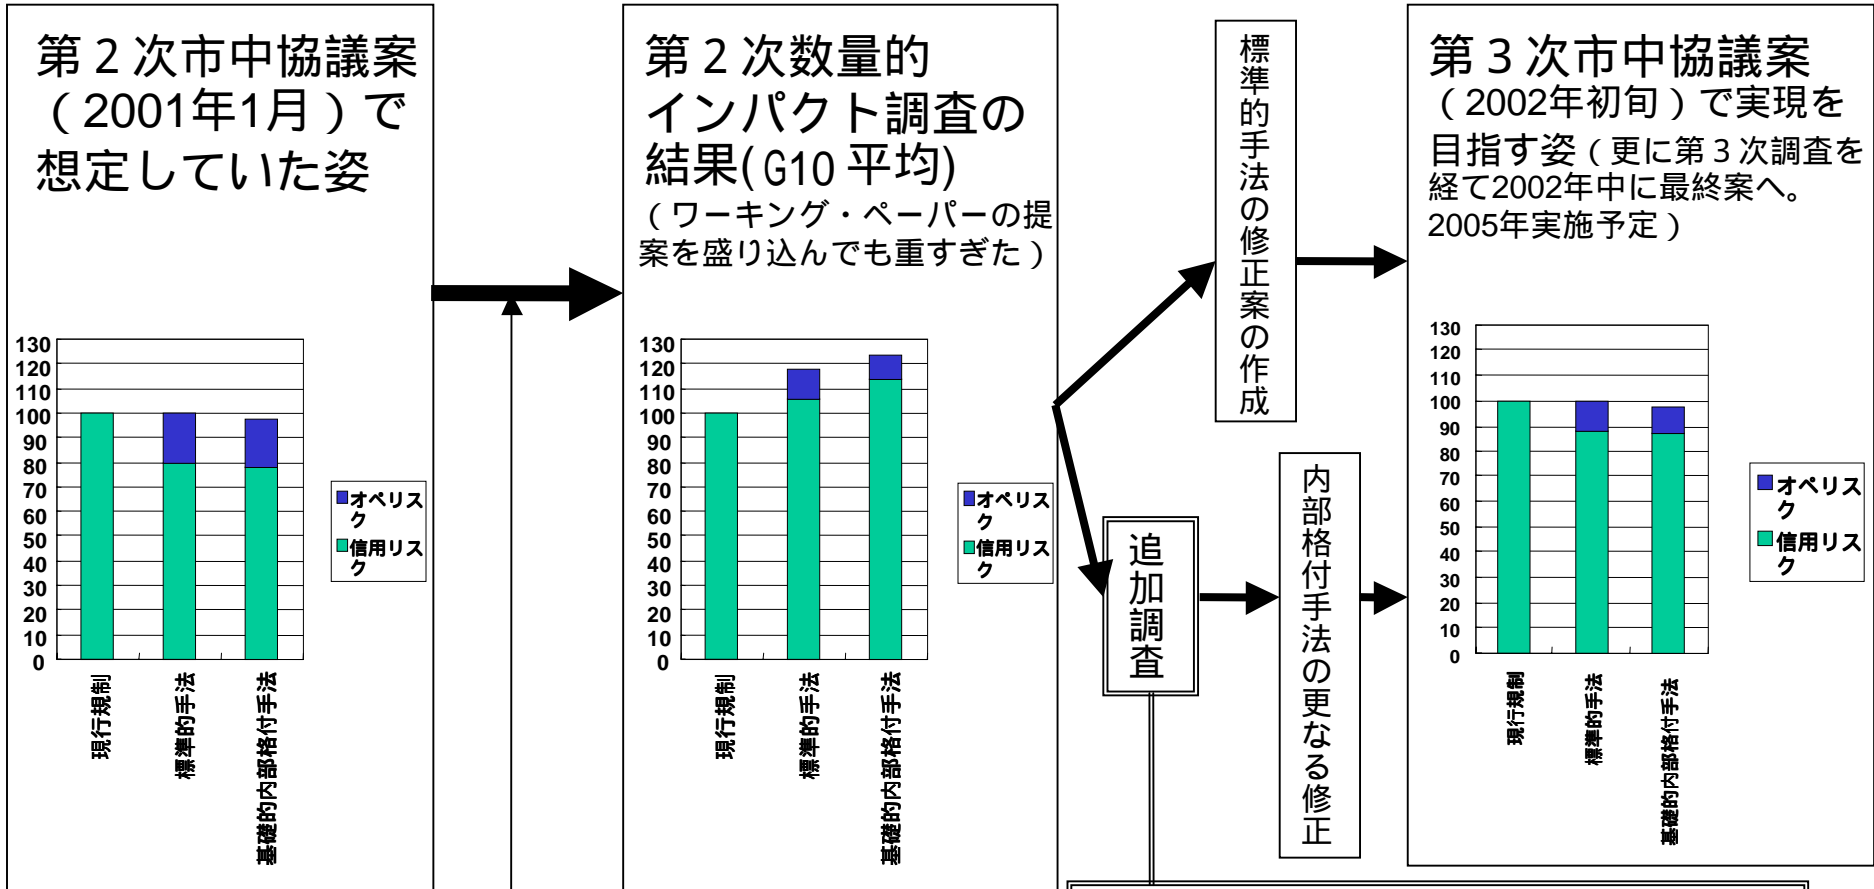 第２次市中協議案
（2001年1月）で
想定していた姿
130
120
110
100
90
80
70
60
50
40
30
20
10
0
現行規制
標準的手法
基礎的内部格付手法
オペリス
ク
信用リス
ク
第２次数量的
インパクト調査の
結果(G10 平均)
（ワーキング・ペーパーの提
案を盛り込んでも重すぎた）
130
120
110
100
90
80
70
60
50
40
30
20
10
0
現行規制
標準的手法
基礎的内部格付手法
オペリス
ク
信用リス
ク
標準的手法の修正案の作成
追加調査
内部格付手法の更なる修正
第３次市中協議案
（2002年初旬）で実現を
目指す姿（更に第３次調査を
経て2002年中に最終案へ。
2005年実施予定）
130
120
110
100
90
80
70
60
50
40
30
20
10
0
現行規制
標準的手法
基礎的内部格付手法
オペリス
ク
信用リス
ク